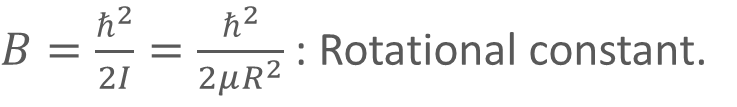 B = ℏ²/2I = ℏ²/2μR² : Rotational constant.